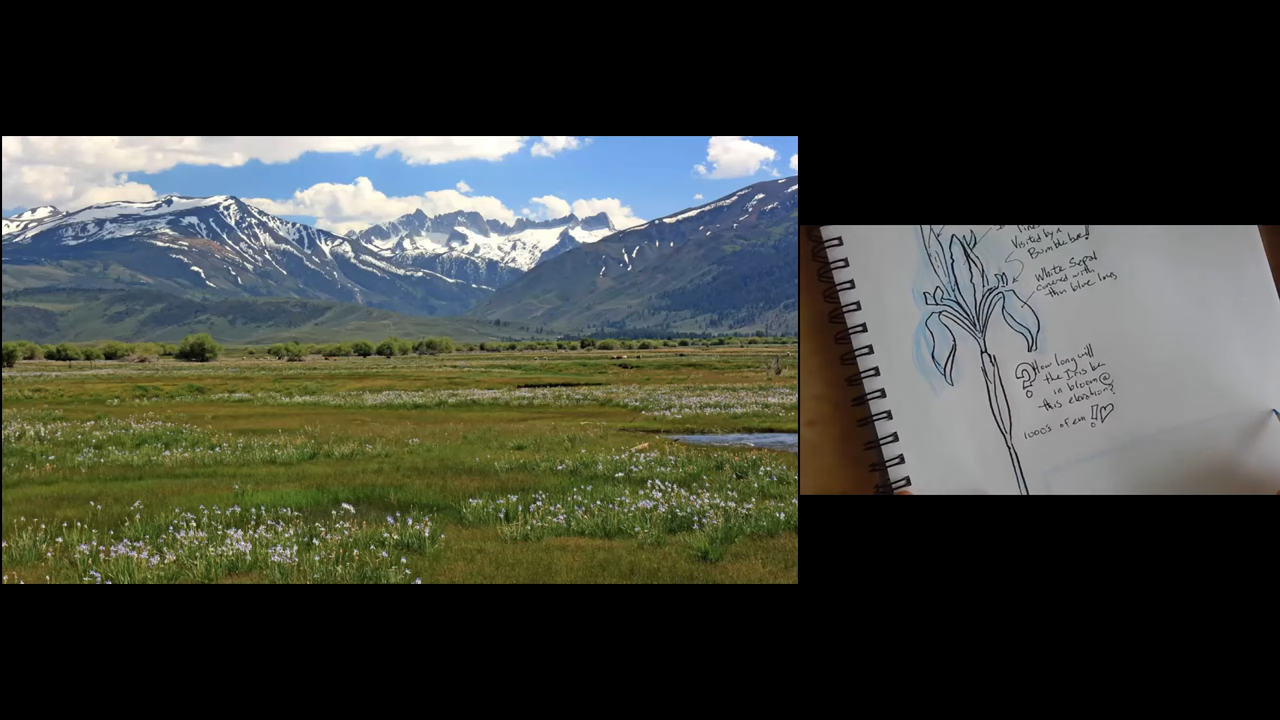 Visited by a
Bumblebee!!
White Sepal
covered with
thin blue lines
? How long will
the Iris be
in bloom @
this elevation?
1000's of em !♡